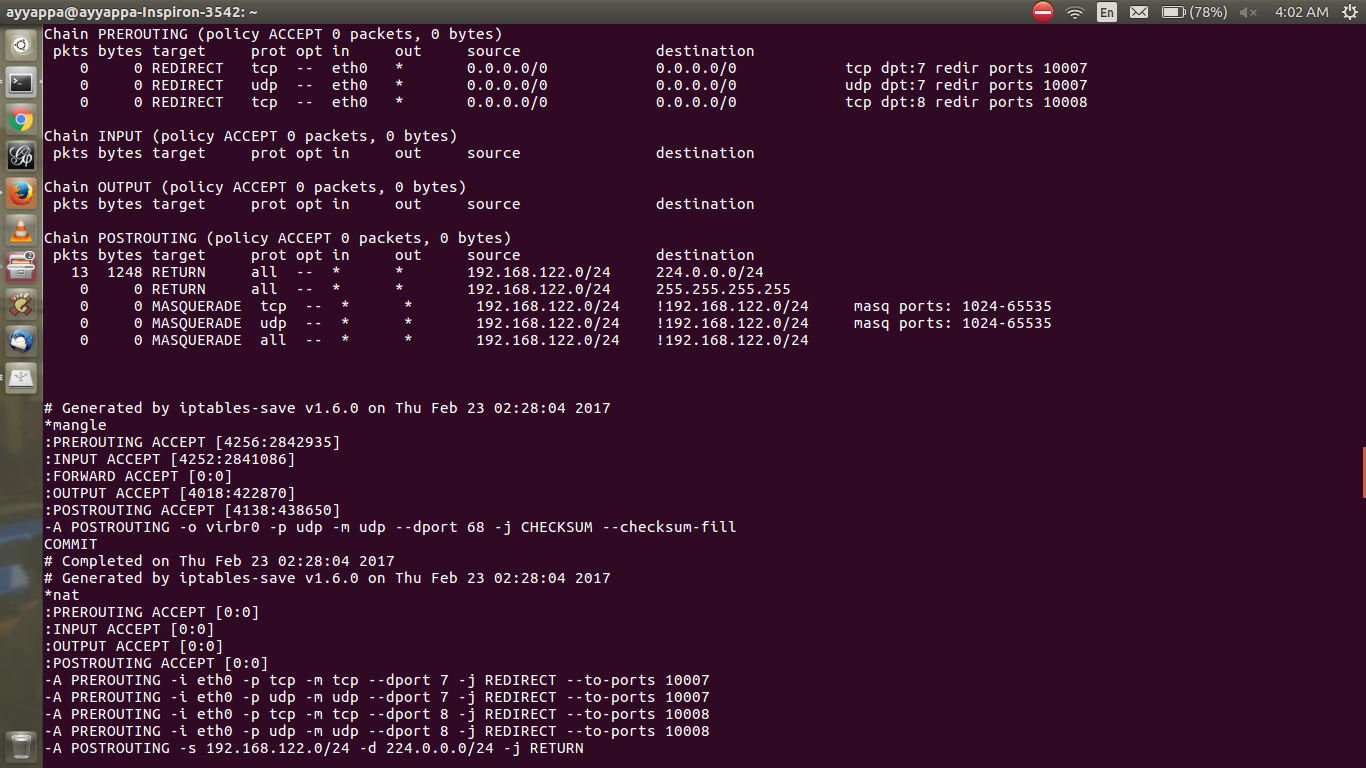 ayyappa@ayyappa-Inspiron-3542: ~ En (78%) 4:02 AM
Chain PREROUTING (policy ACCEPT 0 packets, 0 bytes)
pkts bytes target prot opt in out source destination
0 0 REDIRECT tcp -- eth0 * 0.0.0.0/0 0.0.0.0/0 tcp dpt:7 redir ports 10007
0 0 REDIRECT udp -- eth0 * 0.0.0.0/0 0.0.0.0/0 udp dpt:7 redir ports 10007
0 0 REDIRECT tcp -- eth0 * 0.0.0.0/0 0.0.0.0/0 tcp dpt:8 redir ports 10008
Chain INPUT (policy ACCEPT 0 packets, 0 bytes)
pkts bytes target prot opt in out source destination
Chain OUTPUT (policy ACCEPT 0 packets, 0 bytes)
pkts bytes target prot opt in out source destination
Chain POSTROUTING (policy ACCEPT 0 packets, 0 bytes)
pkts bytes target prot opt in out source destination
13 1248 RETURN all -- * * 192.168.122.0/24 224.0.0.0/24
0 0 RETURN all -- * * 192.168.122.0/24 255.255.255.255
0 0 MASQUERADE tcp -- * * 192.168.122.0/24 !192.168.122.0/24 masq ports: 1024-65535
0 0 MASQUERADE udp -- * * 192.168.122.0/24 !192.168.122.0/24 masq ports: 1024-65535
0 0 MASQUERADE all -- * * 192.168.122.0/24 !192.168.122.0/24
# Generated by iptables-save v1.6.0 on Thu Feb 23 02:28:04 2017
*mangle
:PREROUTING ACCEPT [4256:2842935]
:INPUT ACCEPT [4252:2841086]
:FORWARD ACCEPT [0:0]
:OUTPUT ACCEPT [4018:422870]
:POSTROUTING ACCEPT [4138:438650]
-A POSTROUTING -o virbr0 -p udp -m udp --dport 68 -j CHECKSUM --checksum-fill
COMMIT
# Completed on Thu Feb 23 02:28:04 2017
# Generated by iptables-save v1.6.0 on Thu Feb 23 02:28:04 2017
*nat
:PREROUTING ACCEPT [0:0]
:INPUT ACCEPT [0:0]
:OUTPUT ACCEPT [0:0]
:POSTROUTING ACCEPT [0:0]
-A PREROUTING -i eth0 -p tcp -m tcp --dport 7 -j REDIRECT --to-ports 10007
-A PREROUTING -i eth0 -p udp -m udp --dport 7 -j REDIRECT --to-ports 10007
-A PREROUTING -i eth0 -p tcp -m tcp --dport 8 -j REDIRECT --to-ports 10008
-A PREROUTING -i eth0 -p udp -m udp --dport 8 -j REDIRECT --to-ports 10008
-A POSTROUTING -s 192.168.122.0/24 -d 224.0.0.0/24 -j RETURN